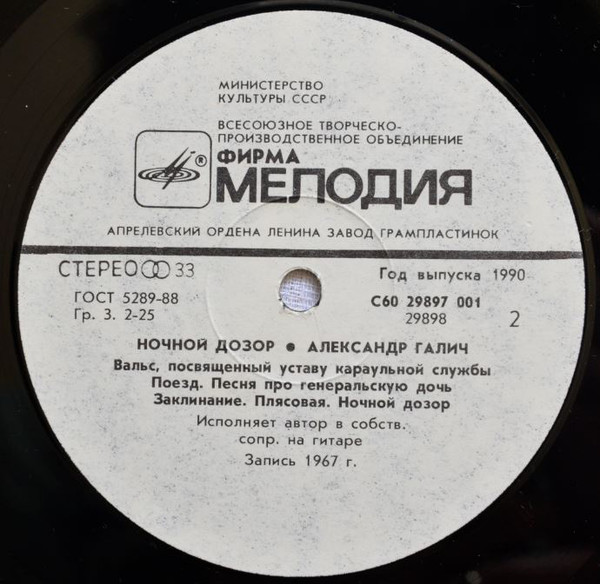 МИНИСТЕРСТВО
КУЛЬТУРЫ СССР
ВСЕСОЮЗНОЕ ТВОРЧЕСКО-
ПРОИЗВОДСТВЕННОЕ ОБЪЕДИНЕНИЕ
® ФИРМА
МЕЛОДИЯ
АПРЕЛЕВСКИЙ ОРДЕНА ЛЕНИНА ЗАВОД ГРАМПЛАСТИНОК
СТЕРЕО 33
Год выпуска 1990
ГОСТ 5289-88
С60 29897 001
Гр. 3. 2-25
29898
2
НОЧНОЙ ДОЗОР ● АЛЕКСАНДР ГАЛИЧ
Вальс, посвященный уставу караульной службы
Поезд. Песня про генеральскую дочь
Заклинание. Плясовая. Ночной дозор
Исполняет автор в собств.
сопр. на гитаре
Запись 1967 г.